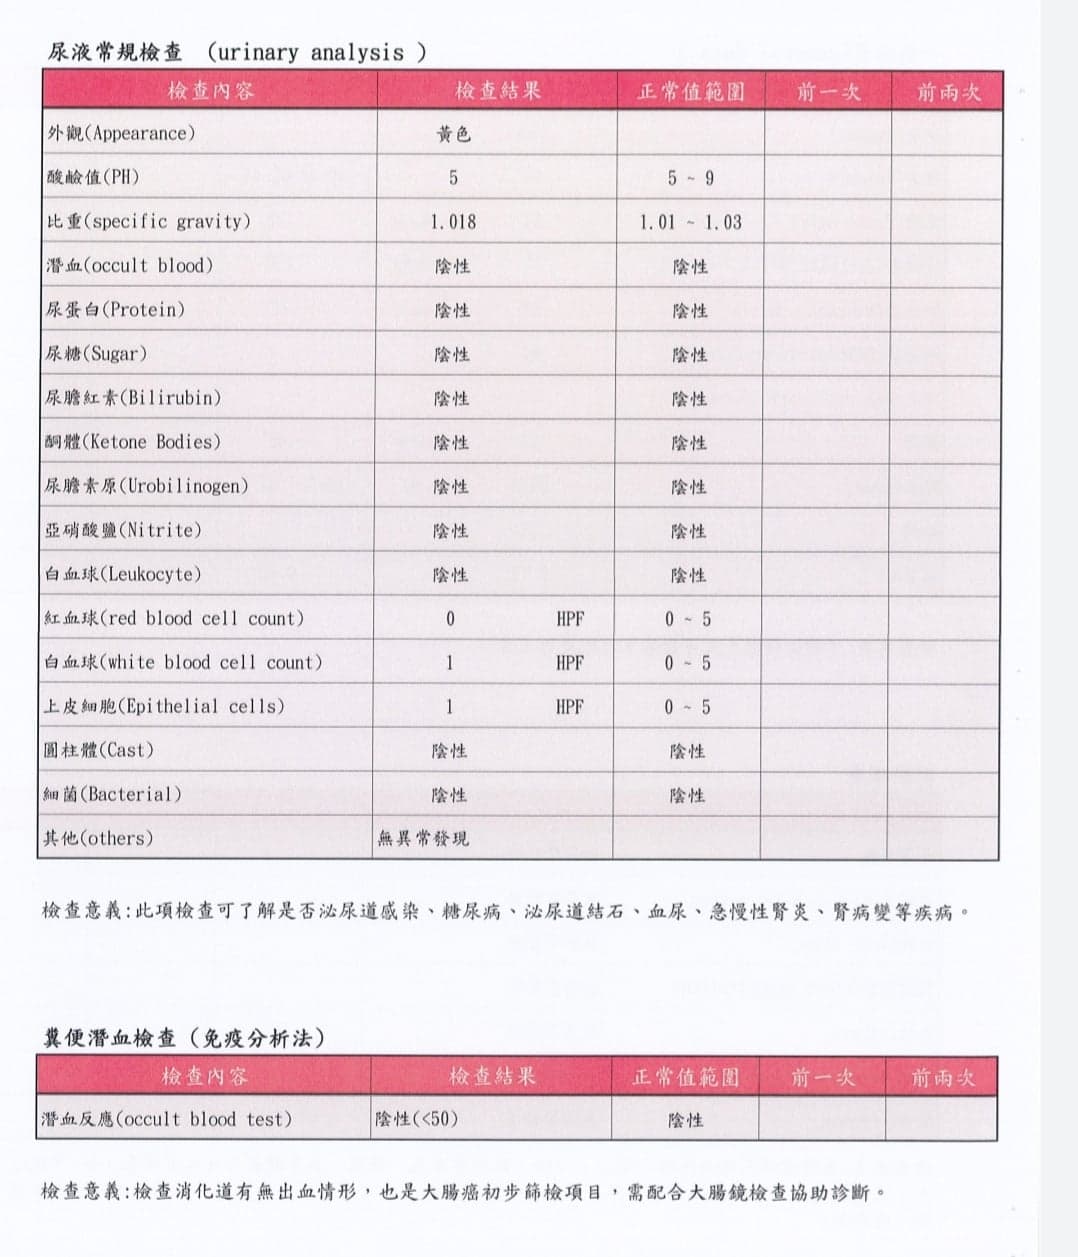 尿液常規檢查 （urinary analysis ）
檢查內容 檢查結果 正常值範圍 前一次 前兩次
外觀(Appearance) 黃色
酸鹼值(PH) 5 5 ~ 9
比重(specific gravity) 1.018 1.01 ~ 1.03
潛血(occult blood) 陰性 陰性
尿蛋白(Protein) 陰性 陰性
尿糖(Sugar) 陰性 陰性
尿膽紅素(Bilirubin) 陰性 陰性
酮體(Ketone Bodies) 陰性 陰性
尿膽素原(Urobilinogen) 陰性 陰性
亞硝酸鹽(Nitrite) 陰性 陰性
白血球(Leukocyte) 陰性 陰性
紅血球(red blood cell count) 0 HPF 0 ~ 5
白血球(white blood cell count) 1 HPF 0 ~ 5
上皮細胞(Epithelial cells) 1 HPF 0 ~ 5
圓柱體(Cast) 陰性 陰性
細菌(Bacterial) 陰性 陰性
其他(others) 無異常發現
檢查意義:此項檢查可了解是否泌尿道感染、糖尿病、泌尿道結石、血尿、急慢性腎炎、腎病變等疾病。
糞便潛血檢查（免疫分析法）
檢查內容 檢查結果 正常值範圍 前一次 前兩次
潛血反應(occult blood test) 陰性(<50) 陰性
檢查意義:檢查消化道有無出血情形，也是大腸癌初步篩檢項目，需配合大腸鏡檢查協助診斷。